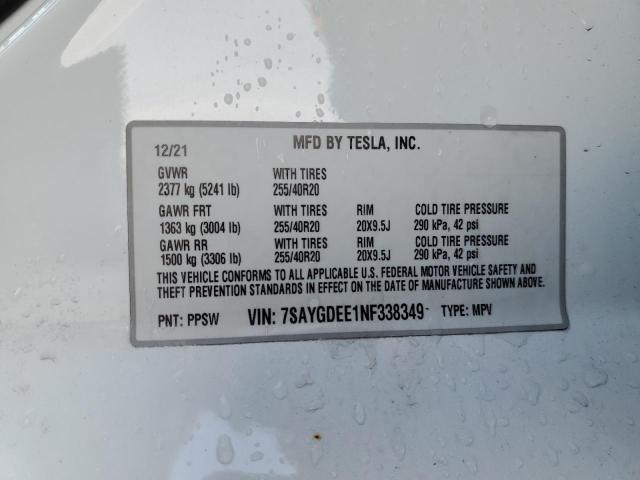 12/21 MFD BY TESLA, INC.
GVWR WITH TIRES
2377 kg (5241 lb) 255/40R20
GAWR FRT WITH TIRES RIM COLD TIRE PRESSURE
1363 kg (3004 lb) 255/40R20 20X9.5J 290 kPa, 42 psi
GAWR RR WITH TIRES RIM COLD TIRE PRESSURE
1500 kg (3306 lb) 255/40R20 20X9.5J 290 kPa, 42 psi
THIS VEHICLE CONFORMS TO ALL APPLICABLE U.S. FEDERAL MOTOR VEHICLE SAFETY AND
THEFT PREVENTION STANDARDS IN EFFECT ON THE DATE OF MANUFACTURE SHOWN ABOVE.
PNT: PPSW VIN: 7SAYGDEE1NF338349 TYPE: MPV